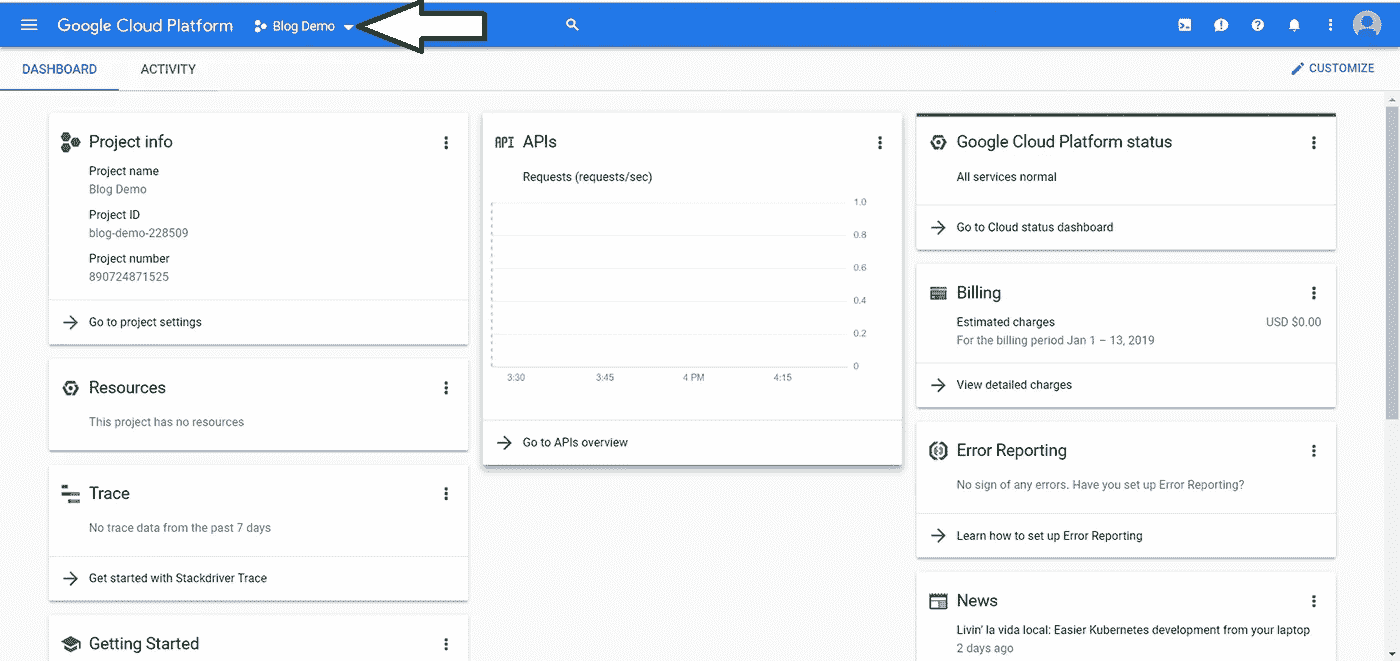 Google Cloud Platform
Blog Demo
DASHBOARD
ACTIVITY
CUSTOMIZE
Project info
Project name
Blog Demo
Project ID
blog-demo-228509
Project number
890724871525
Go to project settings
Resources
This project has no resources
Trace
No trace data from the past 7 days
Get started with Stackdriver Trace
Getting Started
API APIs
Requests (requests/sec)
1.0
0.8
0.6
0.4
0.2
0
3:30 3:45 4 PM 4:15
Go to APIs overview
Google Cloud Platform status
All services normal
Go to Cloud status dashboard
Billing
Estimated charges USD $0.00
For the billing period Jan 1 – 13, 2019
View detailed charges
Error Reporting
No sign of any errors. Have you set up Error Reporting?
Learn how to set up Error Reporting
News
Livin' la vida local: Easier Kubernetes development from your laptop
2 days ago